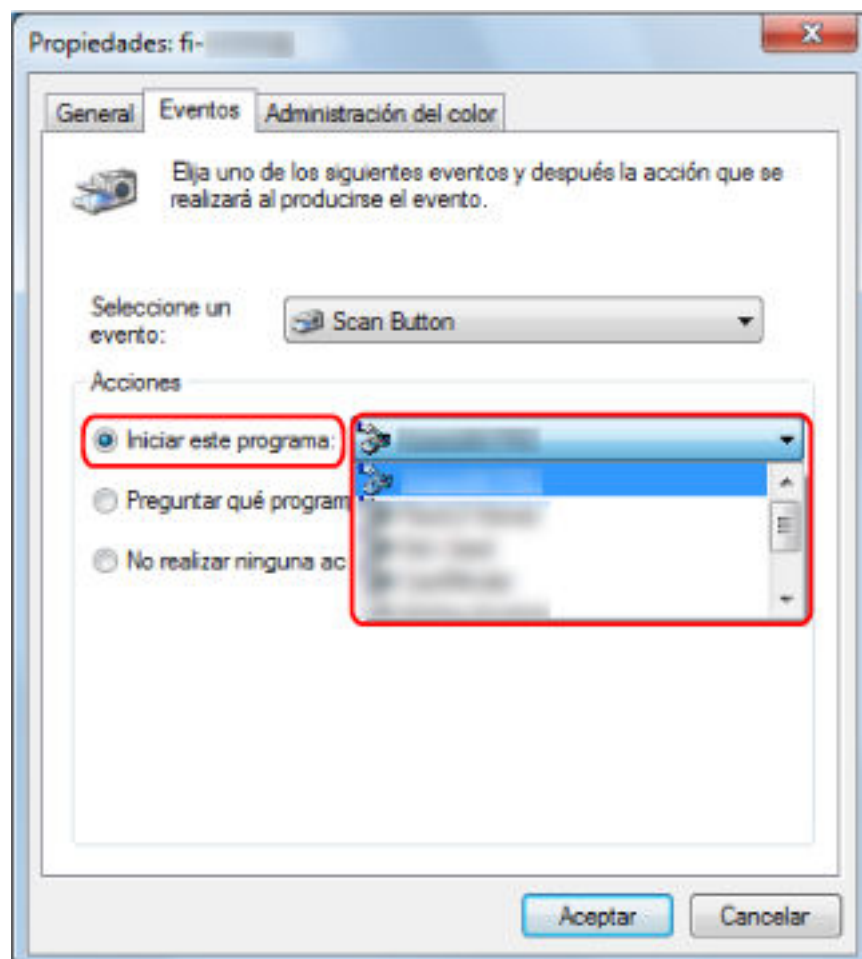 Propiedades: fi-
General
Eventos
Administración del color
Elija uno de los siguientes eventos y después la acción que se
realizará al producirse el evento.
Seleccione un
evento:
Scan Button
Acciones
Iniciar este programa:
Preguntar qué program
No realizar ninguna ac
Aceptar
Cancelar